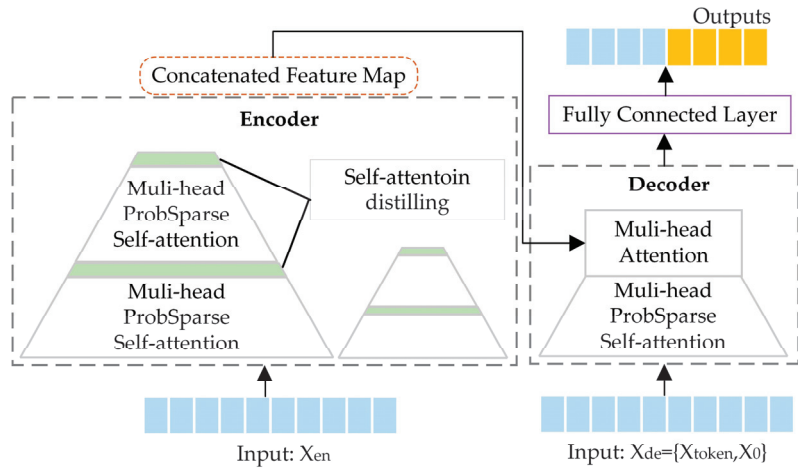 Outputs
Concatenated Feature Map
Fully Connected Layer
Encoder
Muli-head
ProbSparse
Self-attention
Muli-head
ProbSparse
Self-attention
Self-attentoin
distilling
Decoder
Muli-head
Attention
Muli-head
ProbSparse
Self-attention
Input: Xen
Input: Xde={Xtoken,X0}